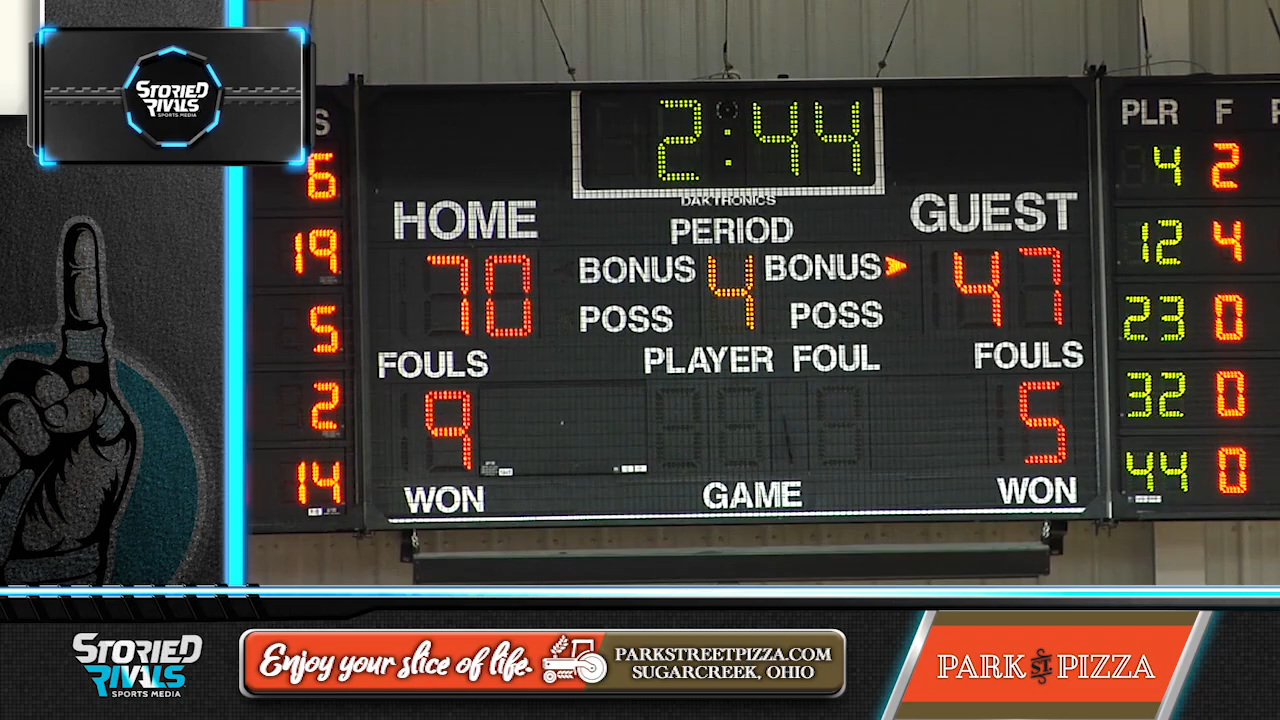 STORIED
RIVALS
SPORTS MEDIA
S
6
19
5
2
14
2:44
DAKTRONICS
HOME
PERIOD
GUEST
70
BONUS
4
BONUS
47
POSS
POSS
FOULS
PLAYER FOUL
FOULS
9
5
WON
GAME
WON
PLR F
4 2
12 4
23 0
32 0
44 0
STORIED
RIVALS
SPORTS MEDIA
Enjoy your slice of life.
PARKSTREETPIZZA.COM
SUGARCREEK, OHIO
PARK ST. PIZZA